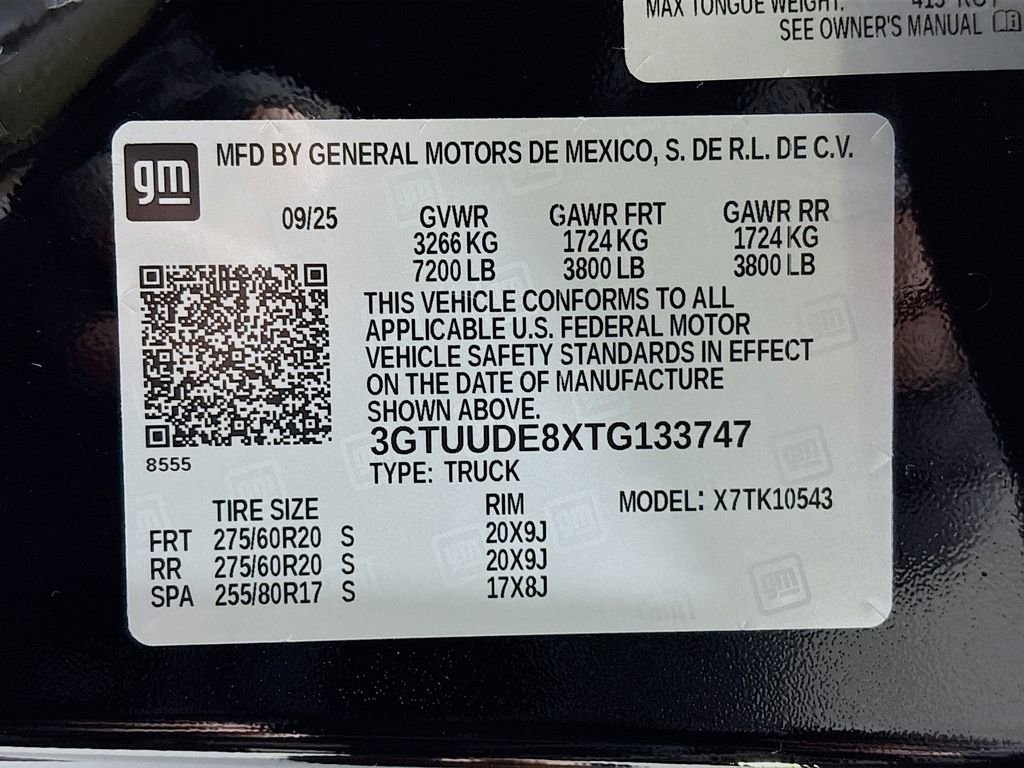 MAX TONGUE WEIGHT:
SEE OWNER'S MANUAL
gm
MFD BY GENERAL MOTORS DE MEXICO, S. DE R.L. DE C.V.
09/25 GVWR GAWR FRT GAWR RR
3266 KG 1724 KG 1724 KG
7200 LB 3800 LB 3800 LB
THIS VEHICLE CONFORMS TO ALL
APPLICABLE U.S. FEDERAL MOTOR
VEHICLE SAFETY STANDARDS IN EFFECT
ON THE DATE OF MANUFACTURE
SHOWN ABOVE.
3GTUUDE8XTG133747
8555
TYPE: TRUCK
TIRE SIZE RIM MODEL: X7TK10543
FRT 275/60R20 S 20X9J
RR 275/60R20 S 20X9J
SPA 255/80R17 S 17X8J